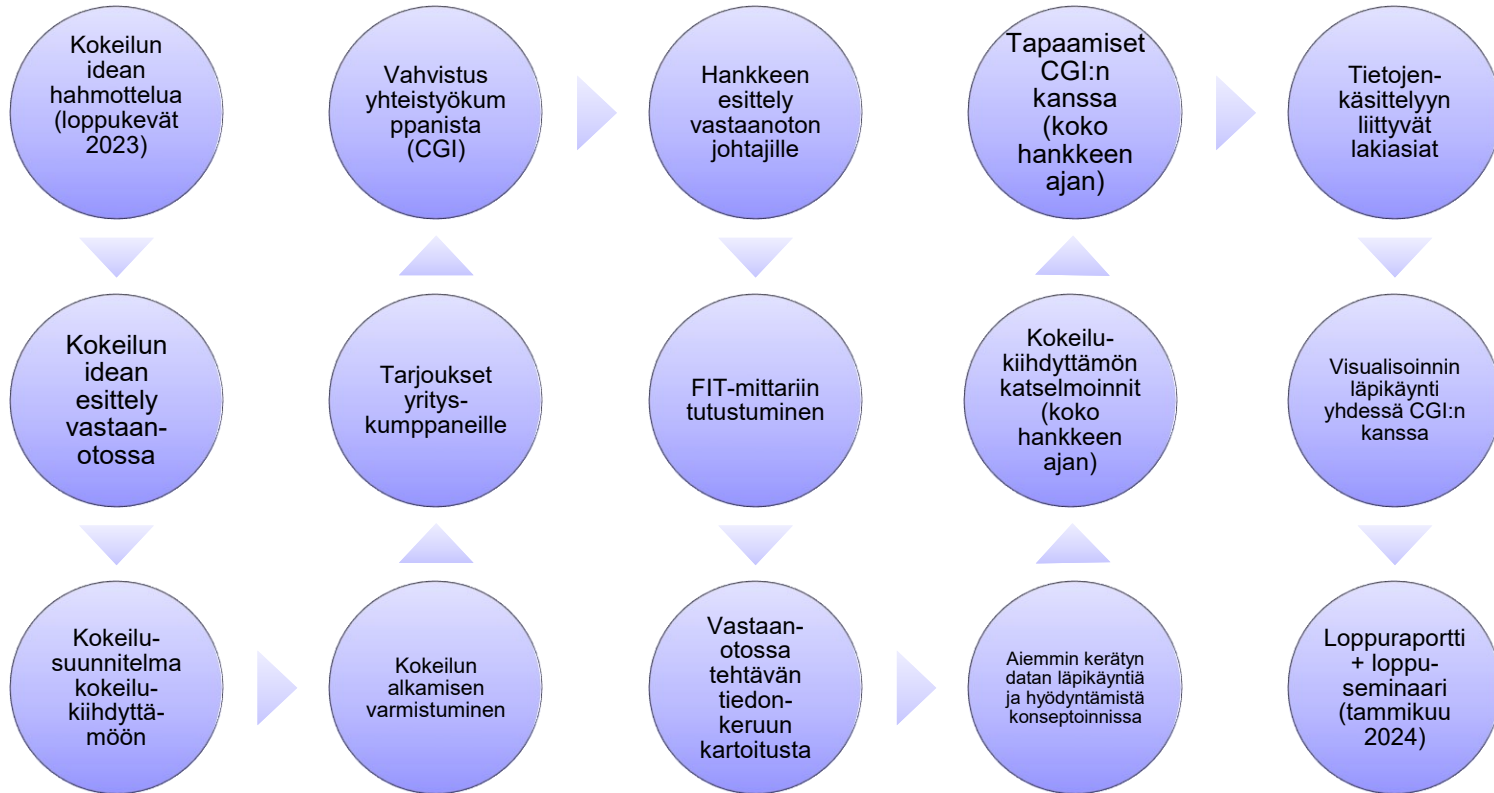 Kokeilun
idean
hahmottelua
(loppukevät
2023)
Kokeilun
idean
esittely
vastaan-
otossa
Kokeilu-
suunnitelma
kokeilu-
kiihdyttä-
möön
Kokeilun
alkamisen
varmistuminen
Tarjoukset
yritys-
kumppaneille
Vahvistus
yhteistyökum
ppanista
(CGI)
Hankkeen
esittely
vastaanoton
johtajille
FIT-mittariin
tutustuminen
Vastaan-
otossa
tehtävän
tiedon-
keruun
kartoitusta
Aiemmin kerätyn
datan läpikäyntiä
ja hyödyntämistä
konseptoinnissa
Kokeilu-
kiihdyttämön
katselmoinnit
(koko
hankkeen
ajan)
Tapaamiset
CGI:n
kanssa
(koko
hankkeen
ajan)
Tietojen-
käsittelyyn
liittyvät
lakiasiat
Visualisoinnin
läpikäynti
yhdessä CGI:n
kanssa
Loppuraportti
+ loppu-
seminaari
(tammikuu
2024)